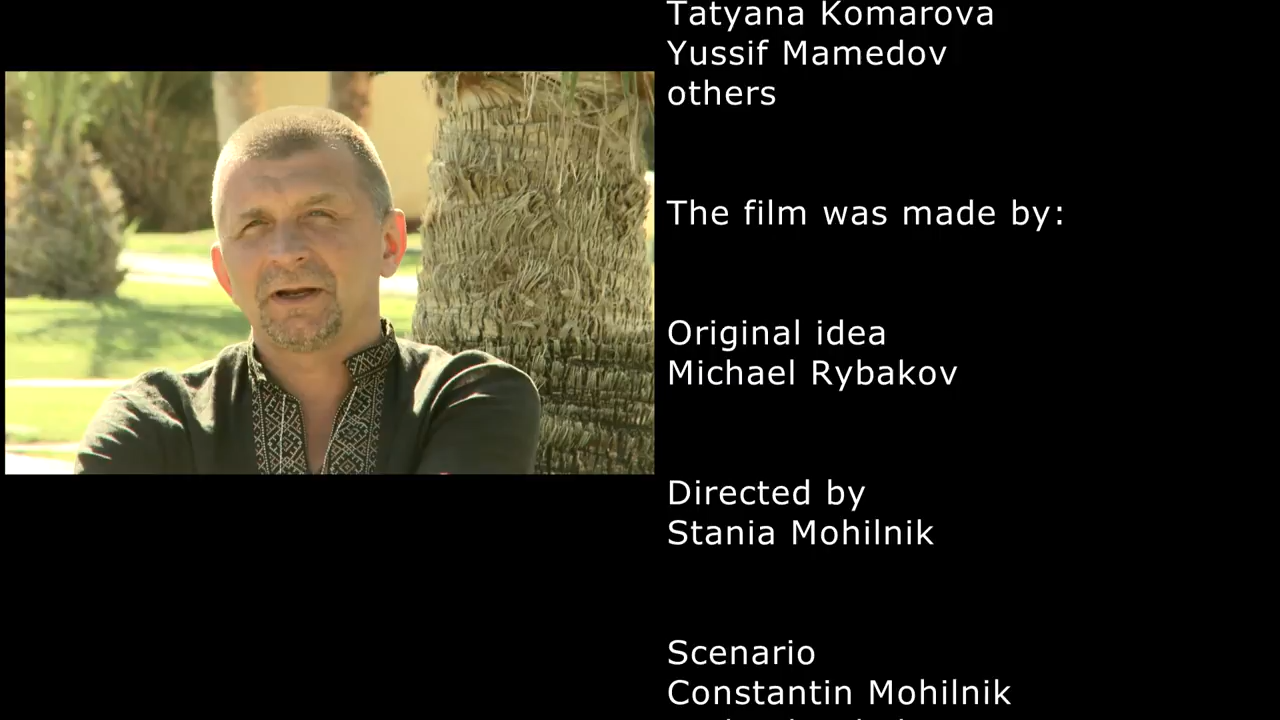 Tatyana Komarova
Yussif Mamedov
others
The film was made by:
Original idea
Michael Rybakov
Directed by
Stania Mohilnik
Scenario
Constantin Mohilnik